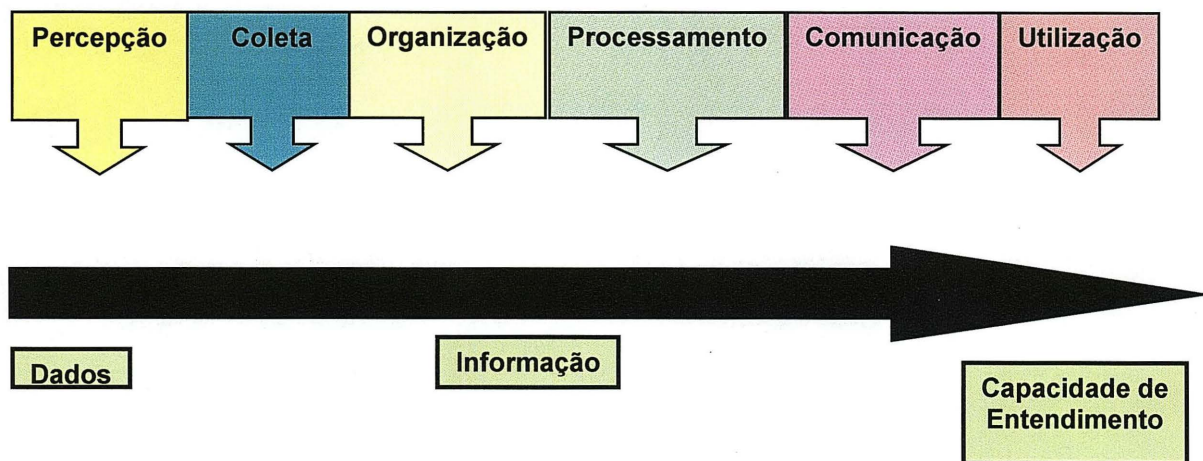 Percepção
Coleta
Organização
Processamento
Comunicação
Utilização
Dados
Informação
Capacidade de
Entendimento